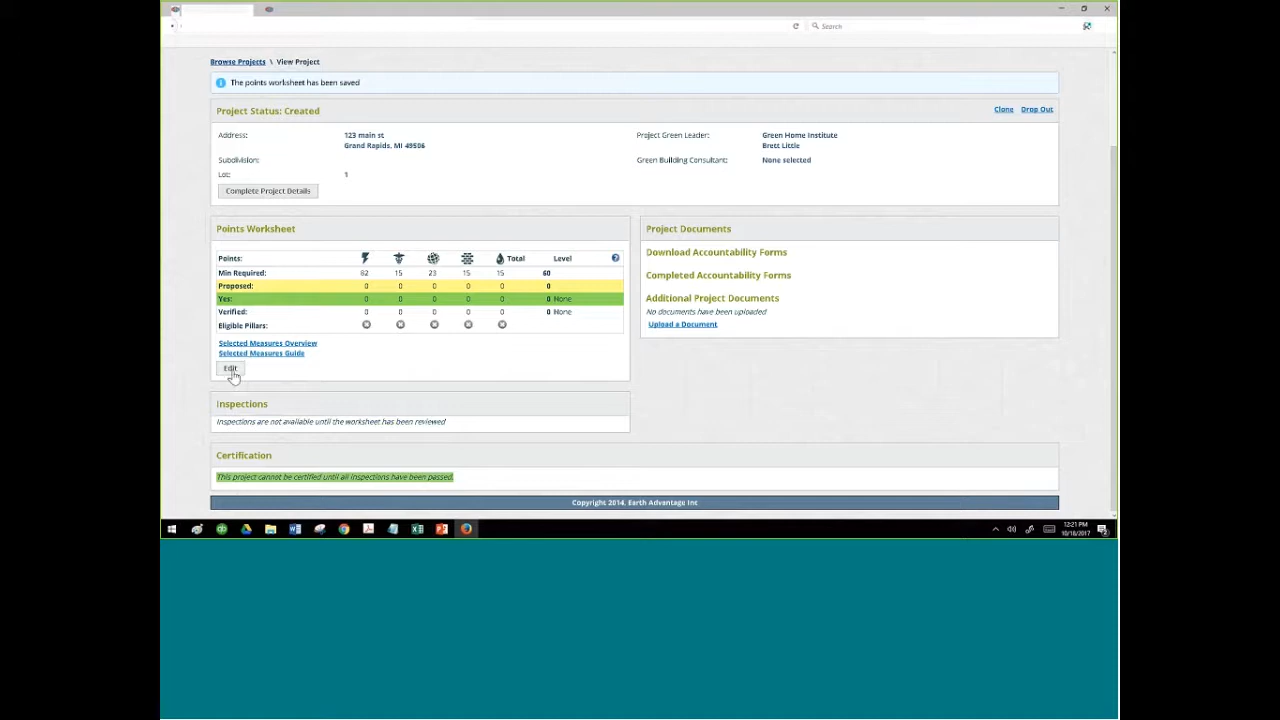 Search
Browse Projects \ View Project
The points worksheet has been saved
Project Status: Created
Clone Drop Out
Address: 123 main st
Grand Rapids, MI 49506
Subdivision:
Lot: 1
Project Green Leader: Green Home Institute
Brett Little
Green Building Consultant: None selected
Complete Project Details
Points Worksheet
Points: Total Level
Min Required: 62 15 23 15 15 60
Proposed: 0 0 0 0 0 0
Yes: 0 0 0 0 0 0 None
Verified: 0 0 0 0 0 0 None
Eligible Pillars:
Selected Measures Overview
Selected Measures Guide
Edit
Project Documents
Download Accountability Forms
Completed Accountability Forms
Additional Project Documents
No documents have been uploaded
Upload a Document
Inspections
Inspections are not available until the worksheet has been reviewed
Certification
This project cannot be certified until all inspections have been passed.
Copyright 2014, Earth Advantage Inc
12:21 PM
10/18/2017